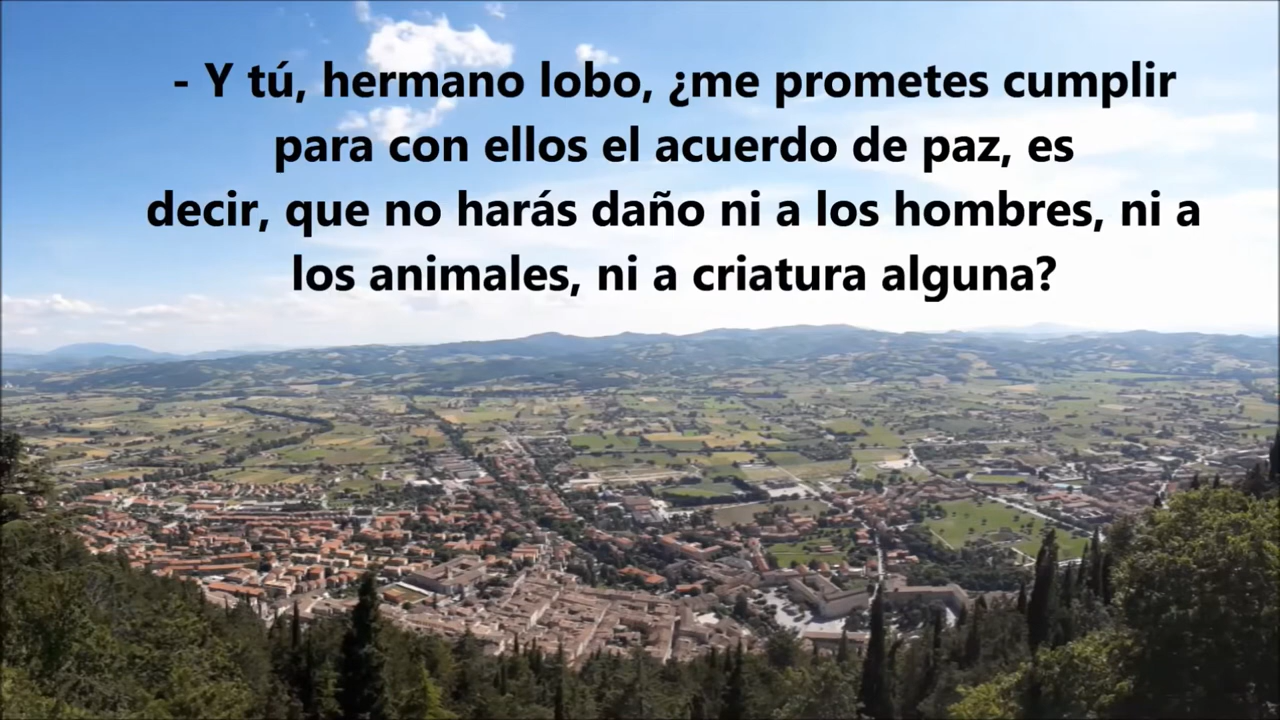 - Y tú, hermano lobo, ¿me prometes cumplir
para con ellos el acuerdo de paz, es
decir, que no harás daño ni a los hombres, ni a
los animales, ni a criatura alguna?